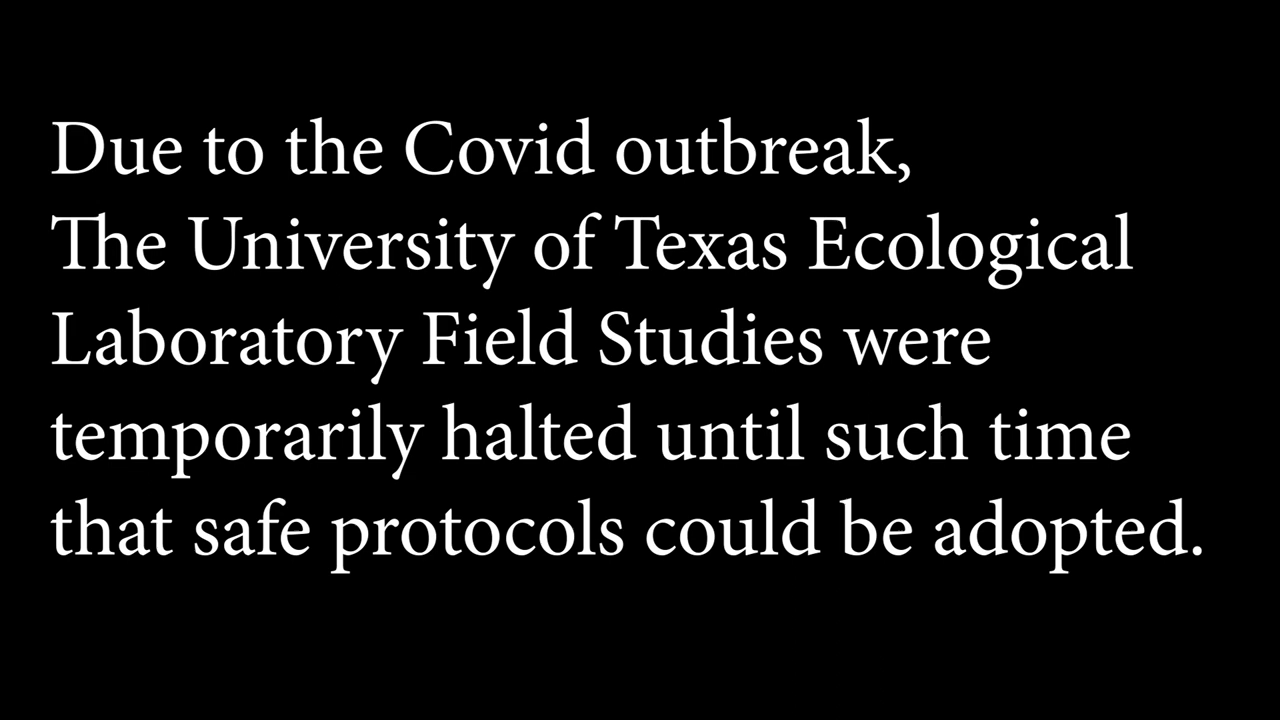 Due to the Covid outbreak,
The University of Texas Ecological
Laboratory Field Studies were
temporarily halted until such time
that safe protocols could be adopted.